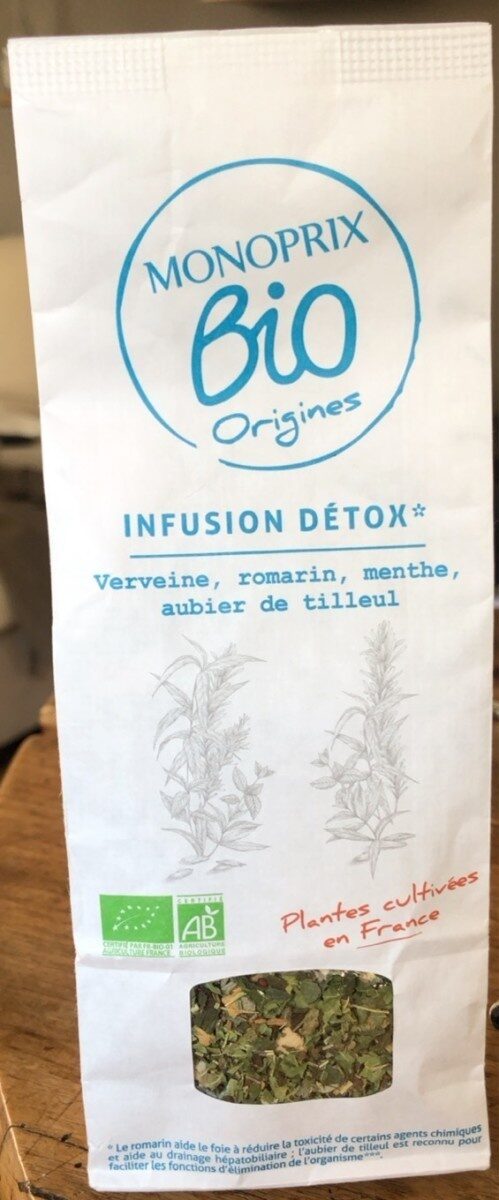 MONOPRIX
Bio
Origines
INFUSION DÉTOX*
Verveine, romarin, menthe,
aubier de tilleul
Plantes cultivées
en France
CERTIFIÉ PAR FR-BIO-01
AGRICULTURE FRANCE
CERTIFIÉ
AB
AGRICULTURE
BIOLOGIQUE
* Le romarin aide le foie à réduire la toxicité de certains agents chimiques
et aide au drainage hépatobiliaire ; l'aubier de tilleul est reconnu pour
faciliter les fonctions d'élimination de l'organisme***.